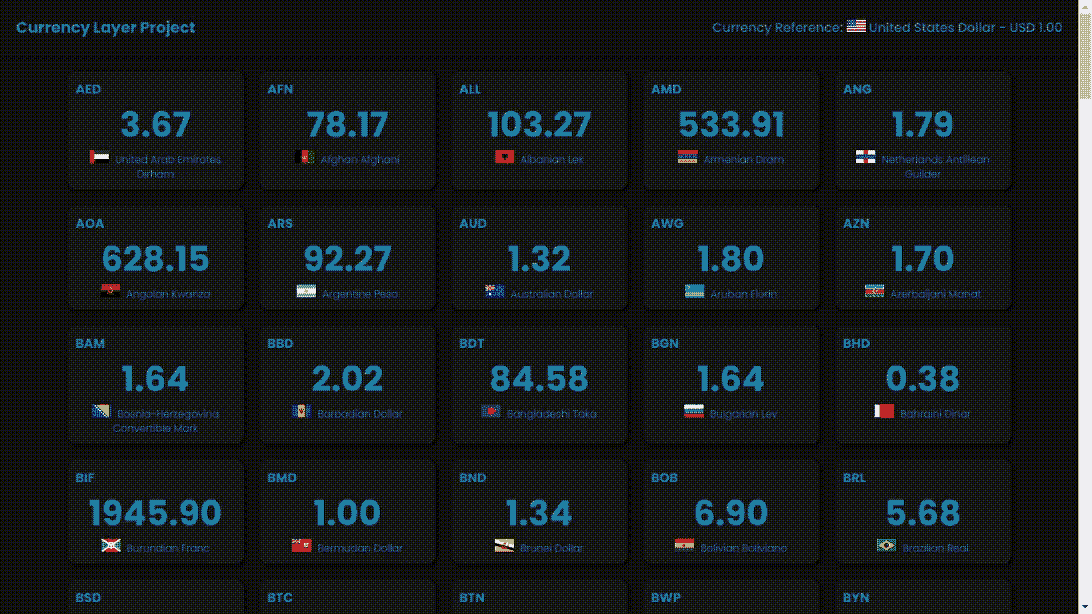 Currency Layer Project
Currency Reference: United States Dollar - USD 1.00
AED
3.67
United Arab Emirates
Dirham
AFN
78.17
Afghan Afghani
ALL
103.27
Albanian Lek
AMD
533.91
Armenian Dram
ANG
1.79
Netherlands Antillean
Guilder
AOA
628.15
Angolan Kwanza
ARS
92.27
Argentine Peso
AUD
1.32
Australian Dollar
AWG
1.80
Aruban Florin
AZN
1.70
Azerbaijani Manat
BAM
1.64
Bosnia-Herzegovina
Convertible Mark
BBD
2.02
Barbadian Dollar
BDT
84.58
Bangladeshi Taka
BGN
1.64
Bulgarian Lev
BHD
0.38
Bahraini Dinar
BIF
1945.90
Burundian Franc
BMD
1.00
Bermudan Dollar
BND
1.34
Brunei Dollar
BOB
6.90
Bolivian Boliviano
BRL
5.68
Brazilian Real
BSD
BTC
BTN
BWP
BYN